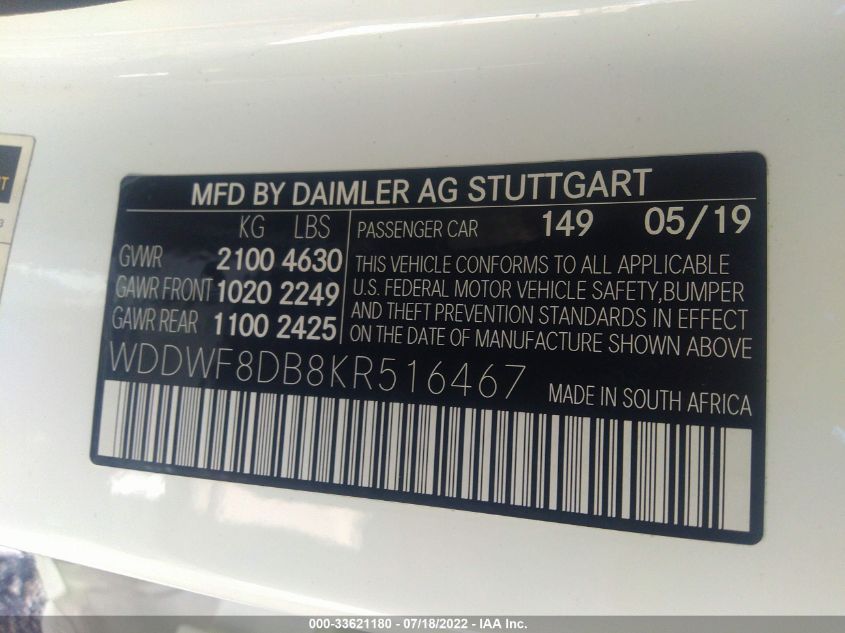 MFD BY DAIMLER AG STUTTGART
KG LBS
GVWR 2100 4630
GAWR FRONT 1020 2249
GAWR REAR 1100 2425
PASSENGER CAR 149 05/19
THIS VEHICLE CONFORMS TO ALL APPLICABLE
U.S. FEDERAL MOTOR VEHICLE SAFETY,BUMPER
AND THEFT PREVENTION STANDARDS IN EFFECT
ON THE DATE OF MANUFACTURE SHOWN ABOVE
WDDWF8DB8KR516467 MADE IN SOUTH AFRICA
000-33621180 - 07/18/2022 - IAA Inc.